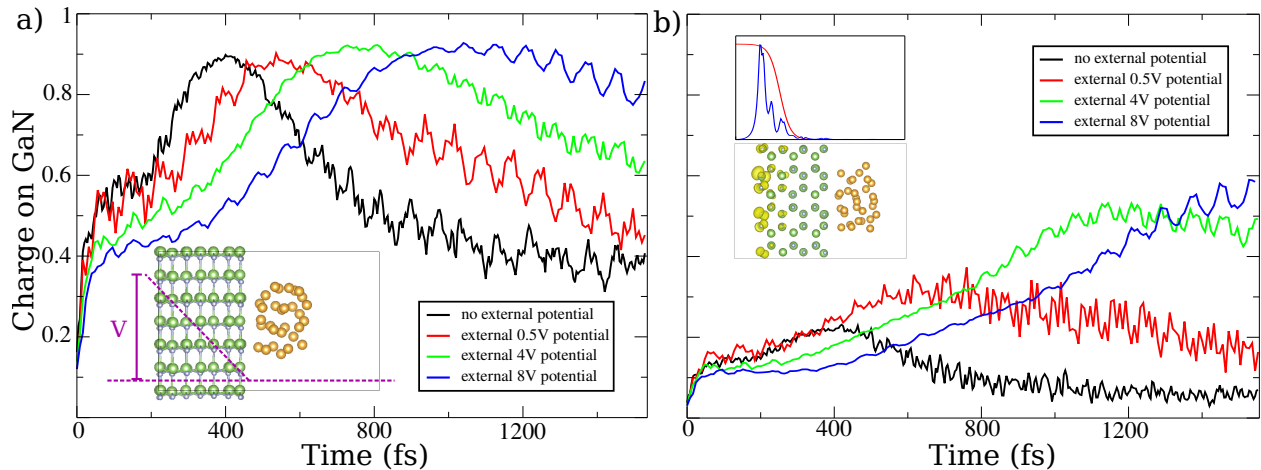 a)
1
0.8
0.6
0.4
0.2
Charge on GaN
V
no external potential
external 0.5V potential
external 4V potential
external 8V potential
0
400
800
1200
Time (fs)
b)
no external potential
external 0.5V potential
external 4V potential
external 8V potential
0
400
800
1200
Time (fs)